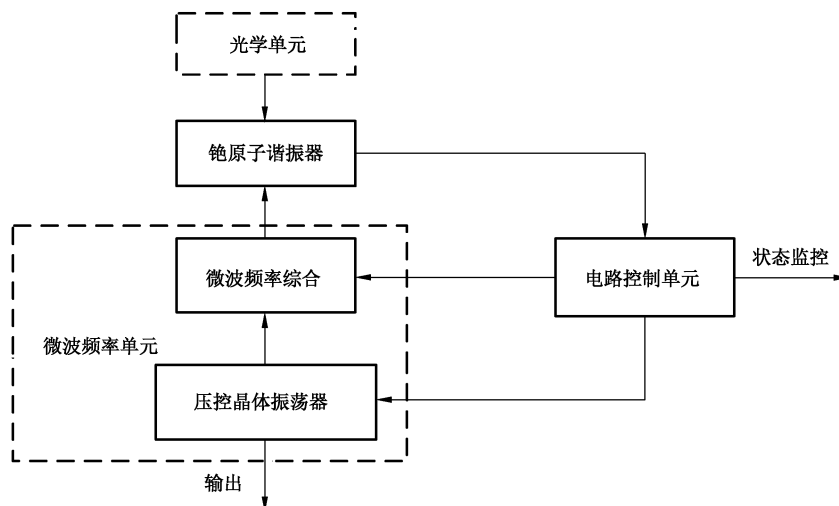 光学单元
铯原子谐振器
微波频率综合
电路控制单元
状态监控
微波频率单元
压控晶体振荡器
输出